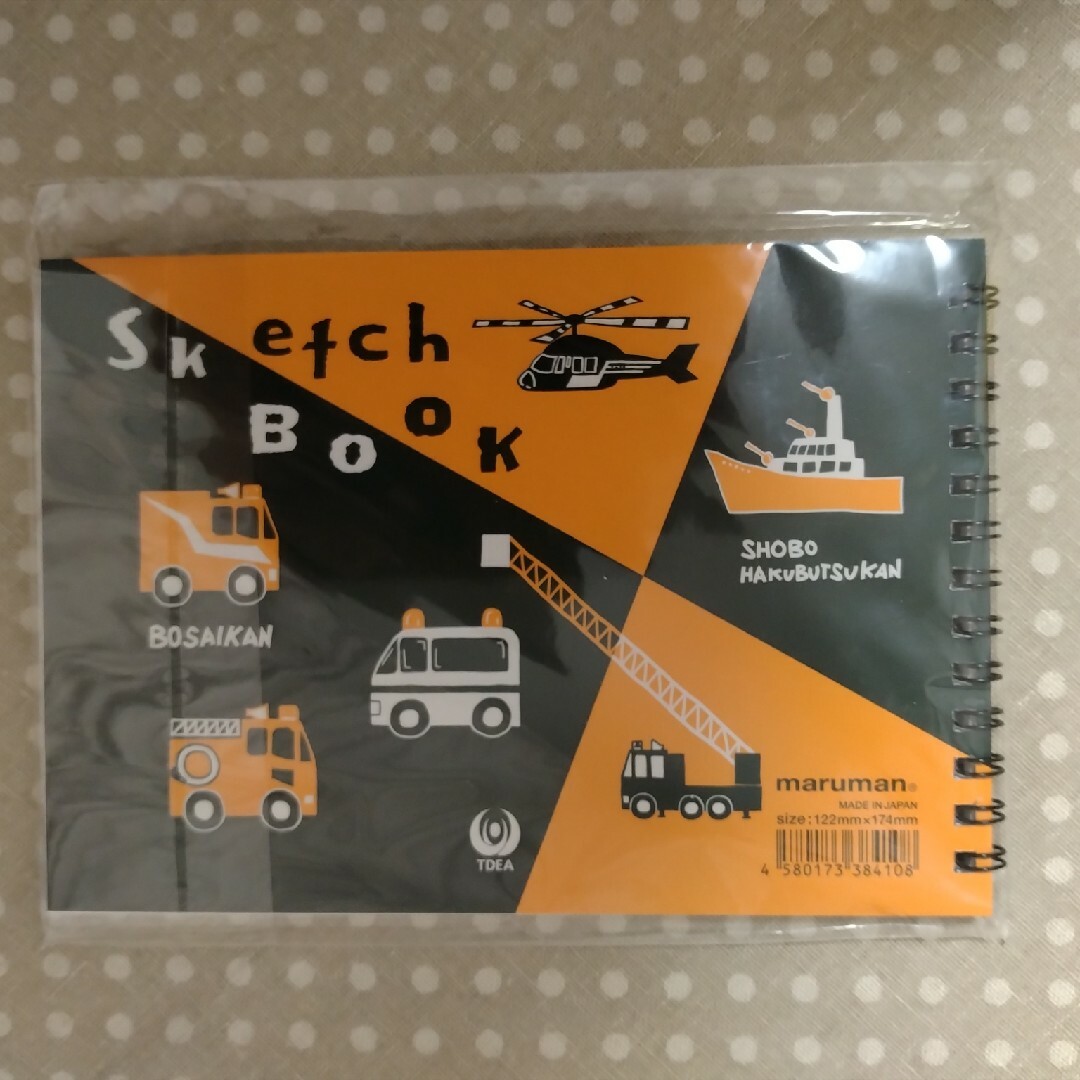 Sketch
BOOK
SHOBO
HAKUBUTSUKAN
BOSAIKAN
TDEA
maruman®
MADE IN JAPAN
size:122mm×174mm
4 580173 384108